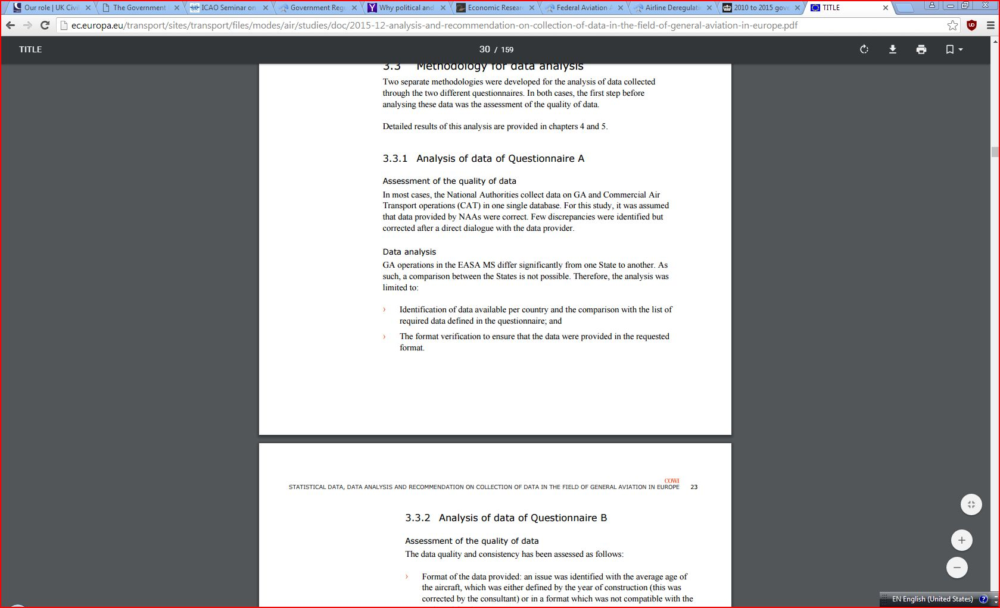 Our role | UK Civil
The Government
ICAO Seminar on
Government Regu
Why political and
Economic Resear
Federal Aviation A
Airline Deregulati
2010 to 2015 gove
TITLE
ec.europa.eu/transport/sites/transport/files/modes/air/studies/doc/2015-12-analysis-and-recommendation-on-collection-of-data-in-the-field-of-general-aviation-in-europe.pdf
TITLE
30 / 159
3.3 Methodology for data analysis
Two separate methodologies were developed for the analysis of data collected
through the two different questionnaires. In both cases, the first step before
analysing these data was the assessment of the quality of data.
Detailed results of this analysis are provided in chapters 4 and 5.
3.3.1 Analysis of data of Questionnaire A
Assessment of the quality of data
In most cases, the National Authorities collect data on GA and Commercial Air
Transport operations (CAT) in one single database. For this study, it was assumed
that data provided by NAAs were correct. Few discrepancies were identified but
corrected after a direct dialogue with the data provider.
Data analysis
GA operations in the EASA MS differ significantly from one State to another. As
such, a comparison between the States is not possible. Therefore, the analysis was
limited to:
› Identification of data available per country and the comparison with the list of
required data defined in the questionnaire; and
› The format verification to ensure that the data were provided in the requested
format.
COWI
STATISTICAL DATA, DATA ANALYSIS AND RECOMMENDATION ON COLLECTION OF DATA IN THE FIELD OF GENERAL AVIATION IN EUROPE 23
3.3.2 Analysis of data of Questionnaire B
Assessment of the quality of data
The data quality and consistency has been assessed as follows:
› Format of the data provided: an issue was identified with the average age of
the aircraft, which was either defined by the year of construction (this was
corrected by the consultant) or in a format which was not compatible with the
EN English (United States)